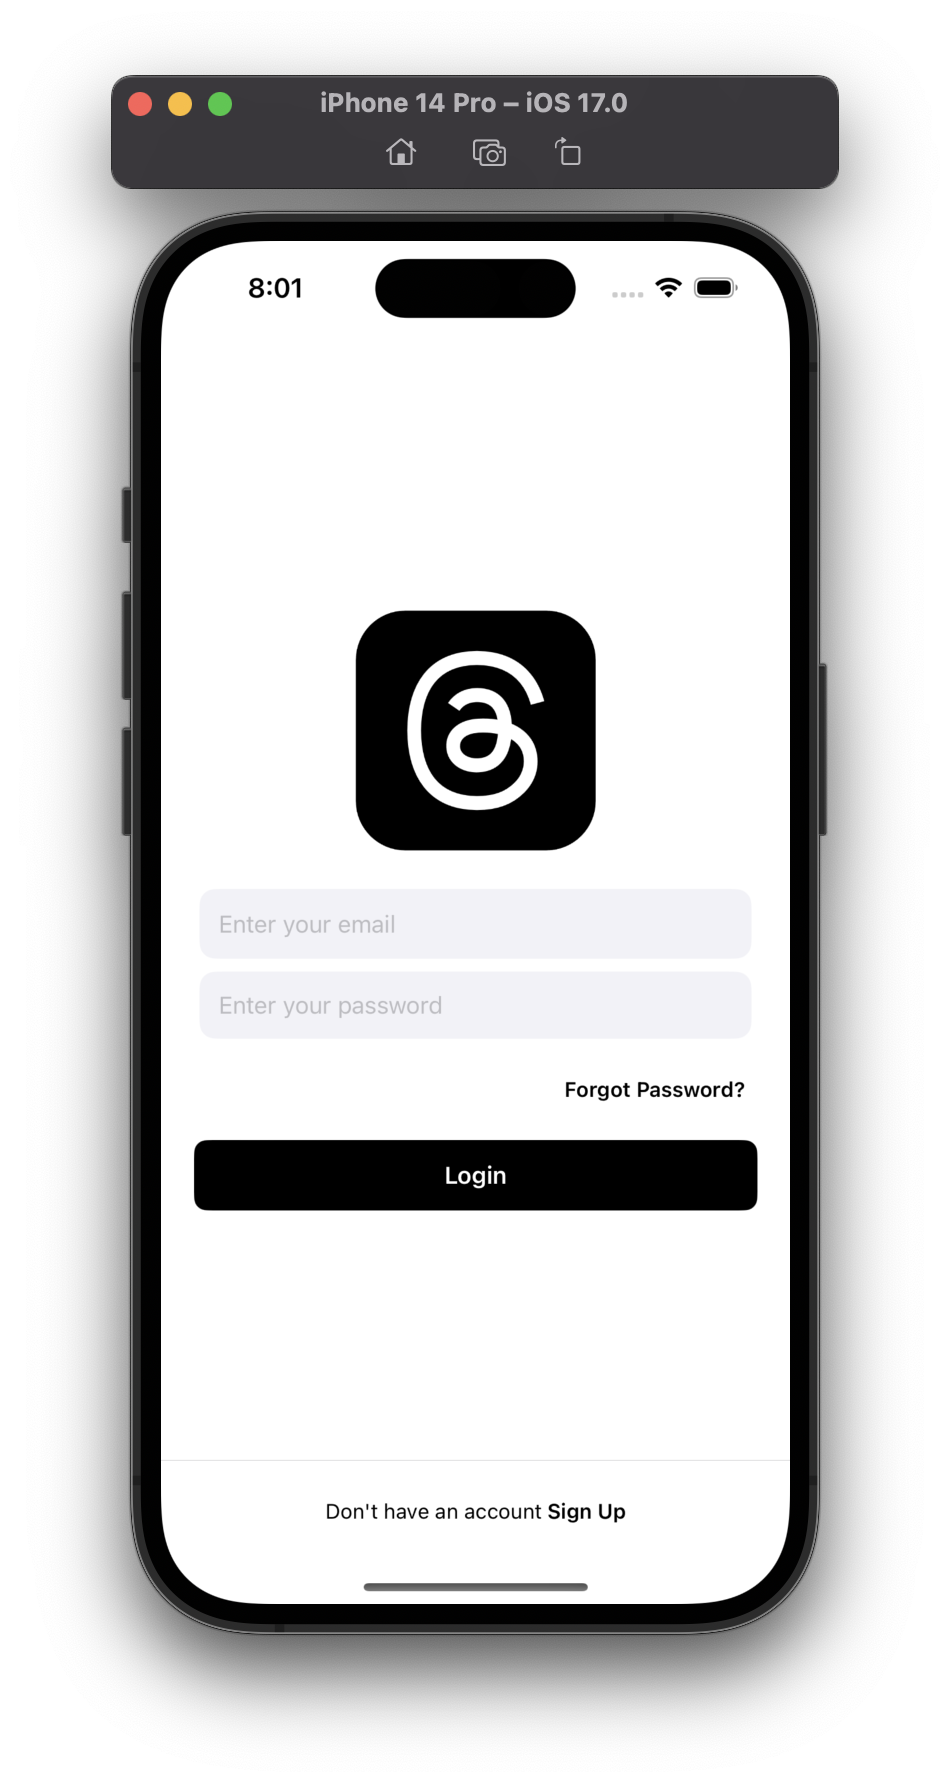 iPhone 14 Pro – iOS 17.0
8:01
Enter your email
Enter your password
Forgot Password?
Login
Don't have an account Sign Up